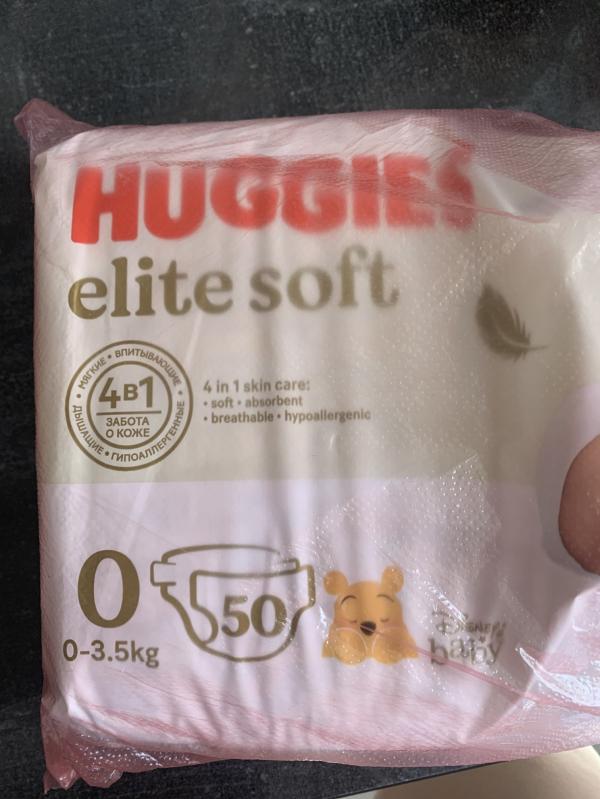 HUGGIES
elite soft
МЯГКИЕ • ВПИТЫВАЮЩИЕ • ГИПОАЛЛЕРГЕННЫЕ • ДЫШАЩИЕ •
4В1
ЗАБОТА
О КОЖЕ
4 in 1 skin care:
• soft • absorbent
• breathable • hypoallergenic
0
50
0-3.5kg
Disney
baby